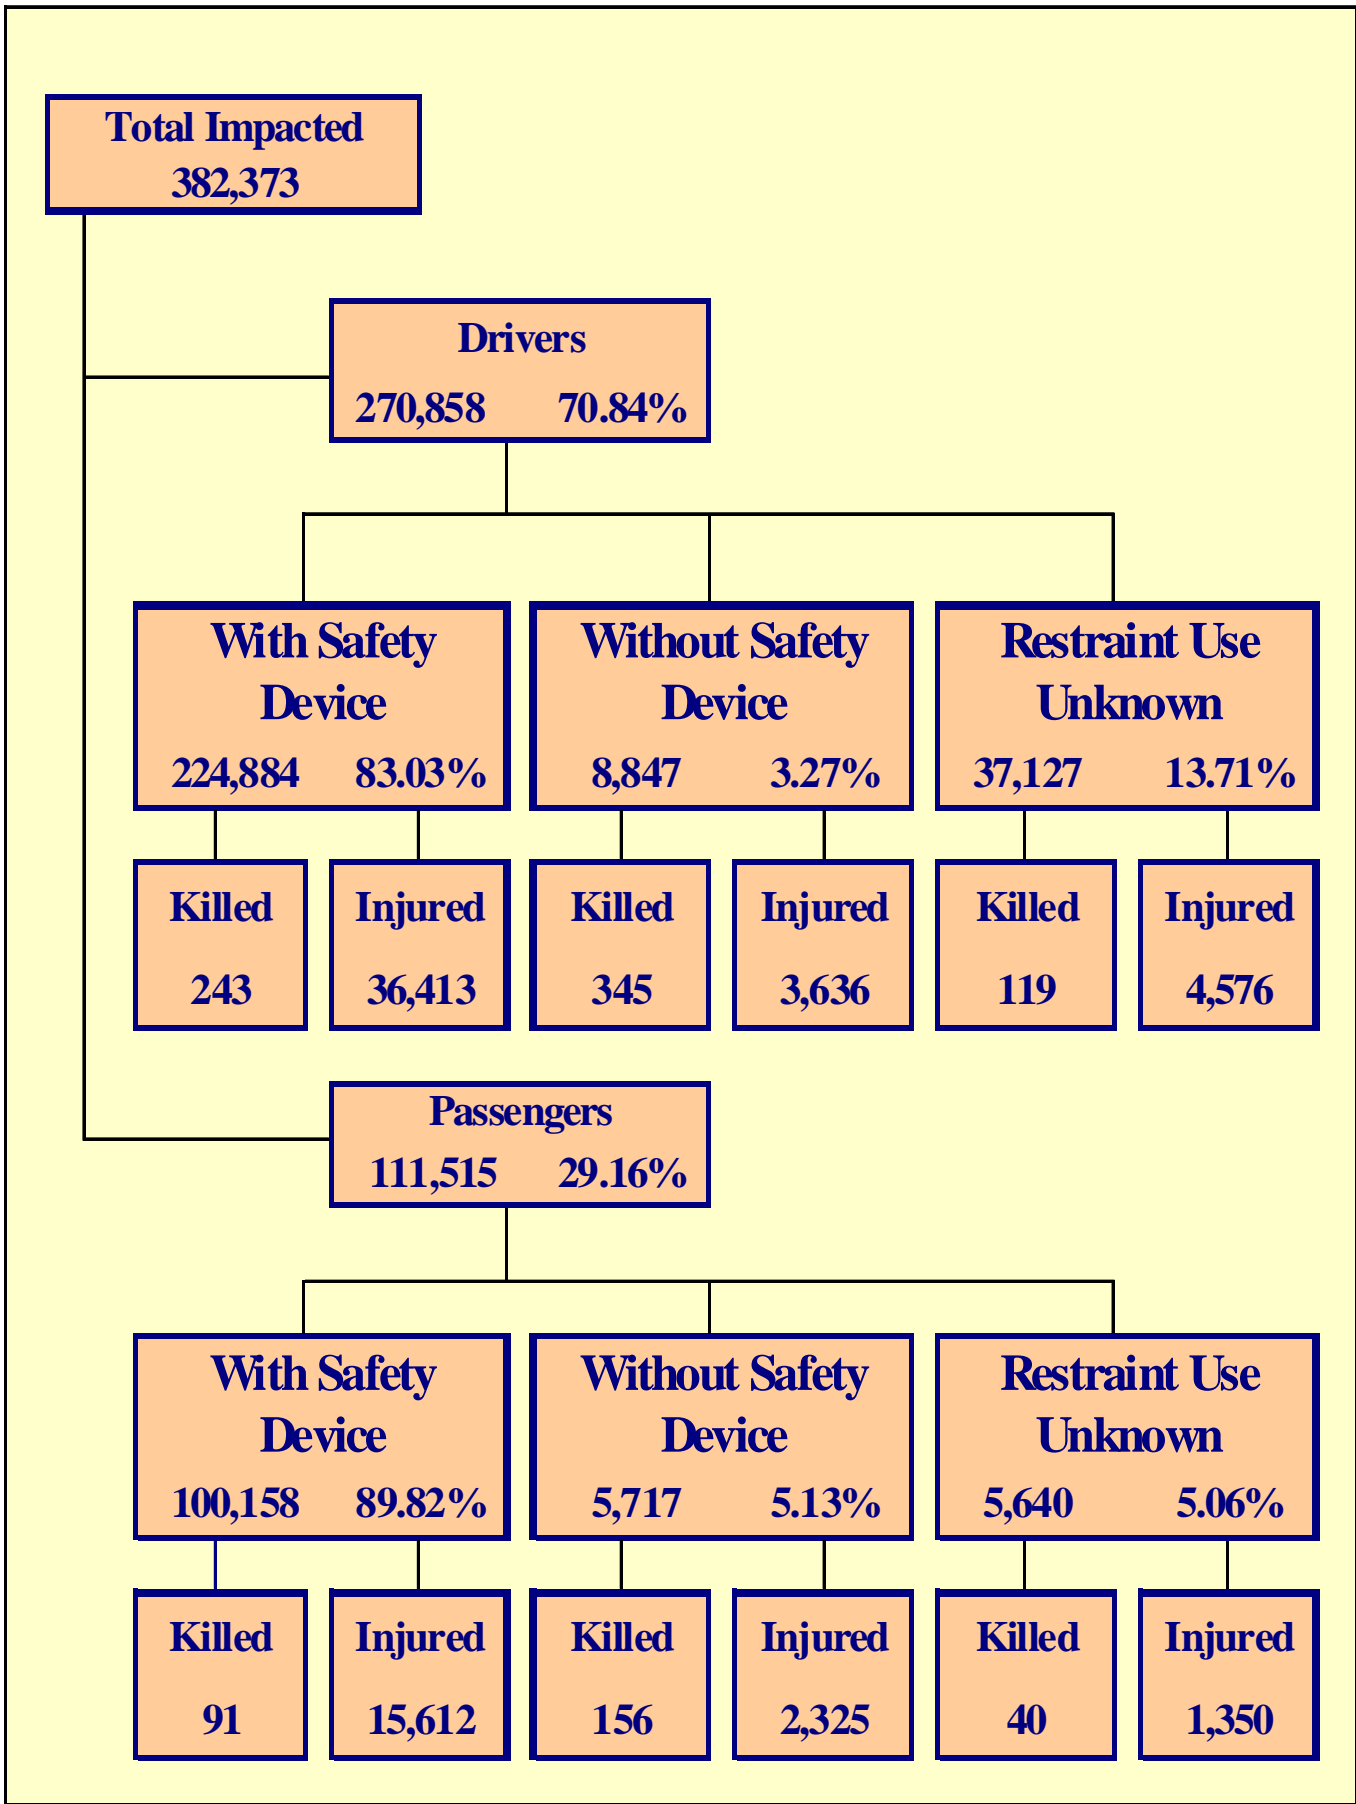 Total Impacted
382,373
Drivers
270,858 70.84%
With Safety Without Safety Restraint Use
Device Device Unknown
224,884 83.03% 8,847 3.27% 37,127 13.71%
Killed Injured Killed Injured Killed Injured
243 36,413 345 3,636 119 4,576
Passengers
111,515 29.16%
With Safety Without Safety Restraint Use
Device Device Unknown
100,158 89.82% 5,717 5.13% 5,640 5.06%
Killed Injured Killed Injured Killed Injured
91 15,612 156 2,325 40 1,350